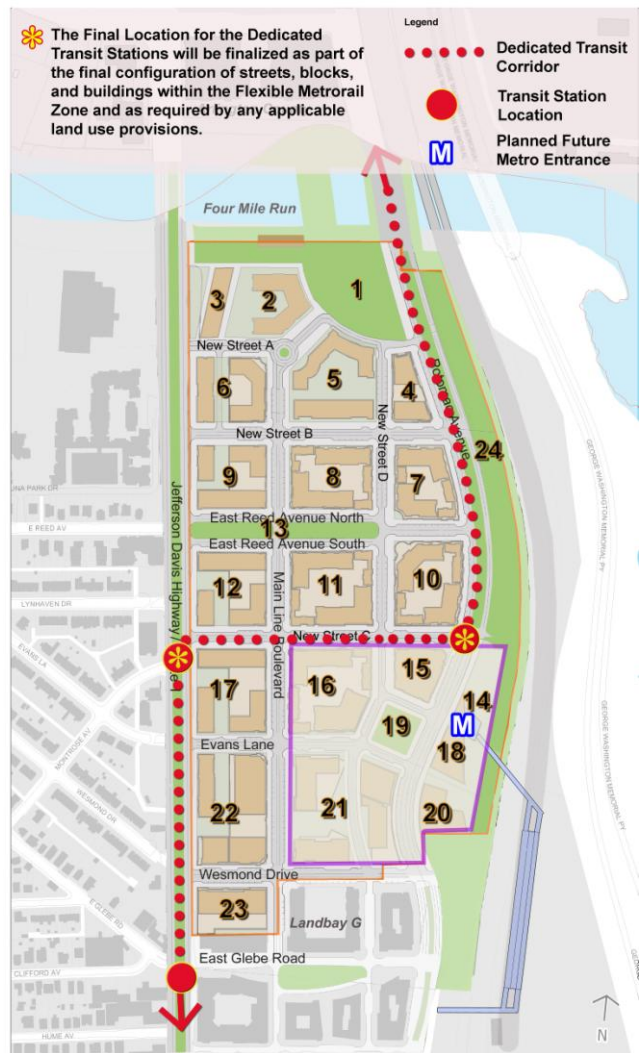 The Final Location for the Dedicated
Transit Stations will be finalized as part of
the final configuration of streets, blocks,
and buildings within the Flexible Metrorail
Zone and as required by any applicable
land use provisions.
Legend
Dedicated Transit
Corridor
Transit Station
Location
M
Planned Future
Metro Entrance
Four Mile Run
1
2
3
New Street A
4
5
6
Potomac Avenue
New Street D
New Street B
24
7
8
9
GEORGE WASHINGTON MEMORIAL PY
Jefferson Davis Highway/
E REED AV
East Reed Avenue North
13
East Reed Avenue South
10
11
12
LYNHAVEN DR
Main Line Boulevard
New Street C
EVANS LA
15
16
17
14
19
M
18
MONTROSE AV
Evans Lane
GEORGE WASHINGTON MEMORIAL PY
WESMOND DR
20
21
22
Wesmond Drive
E GLEBE RD
23
Landbay G
East Glebe Road
CLIFFORD AV
HUME AV
N